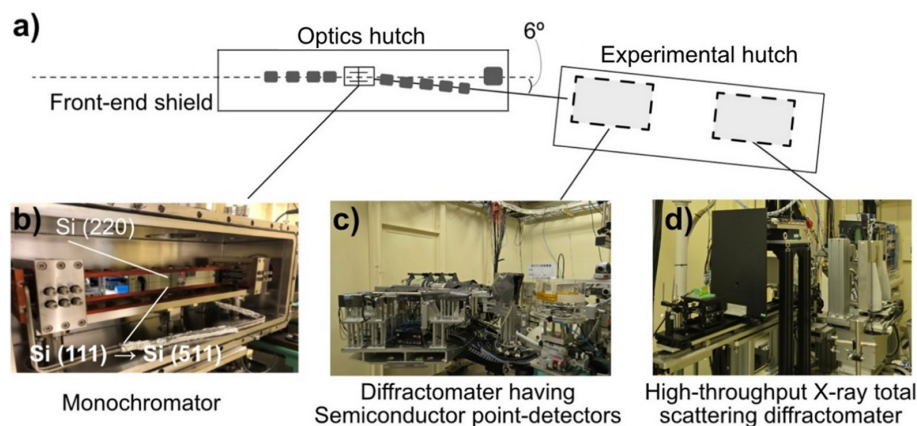 a)
Optics hutch
6º
Experimental hutch
Front-end shield
b)
Si (220)
Si (111) → Si (511)
c)
d)
Monochromator
Diffractomater having
Semiconductor point-detectors
High-throughput X-ray total
scattering diffractomater